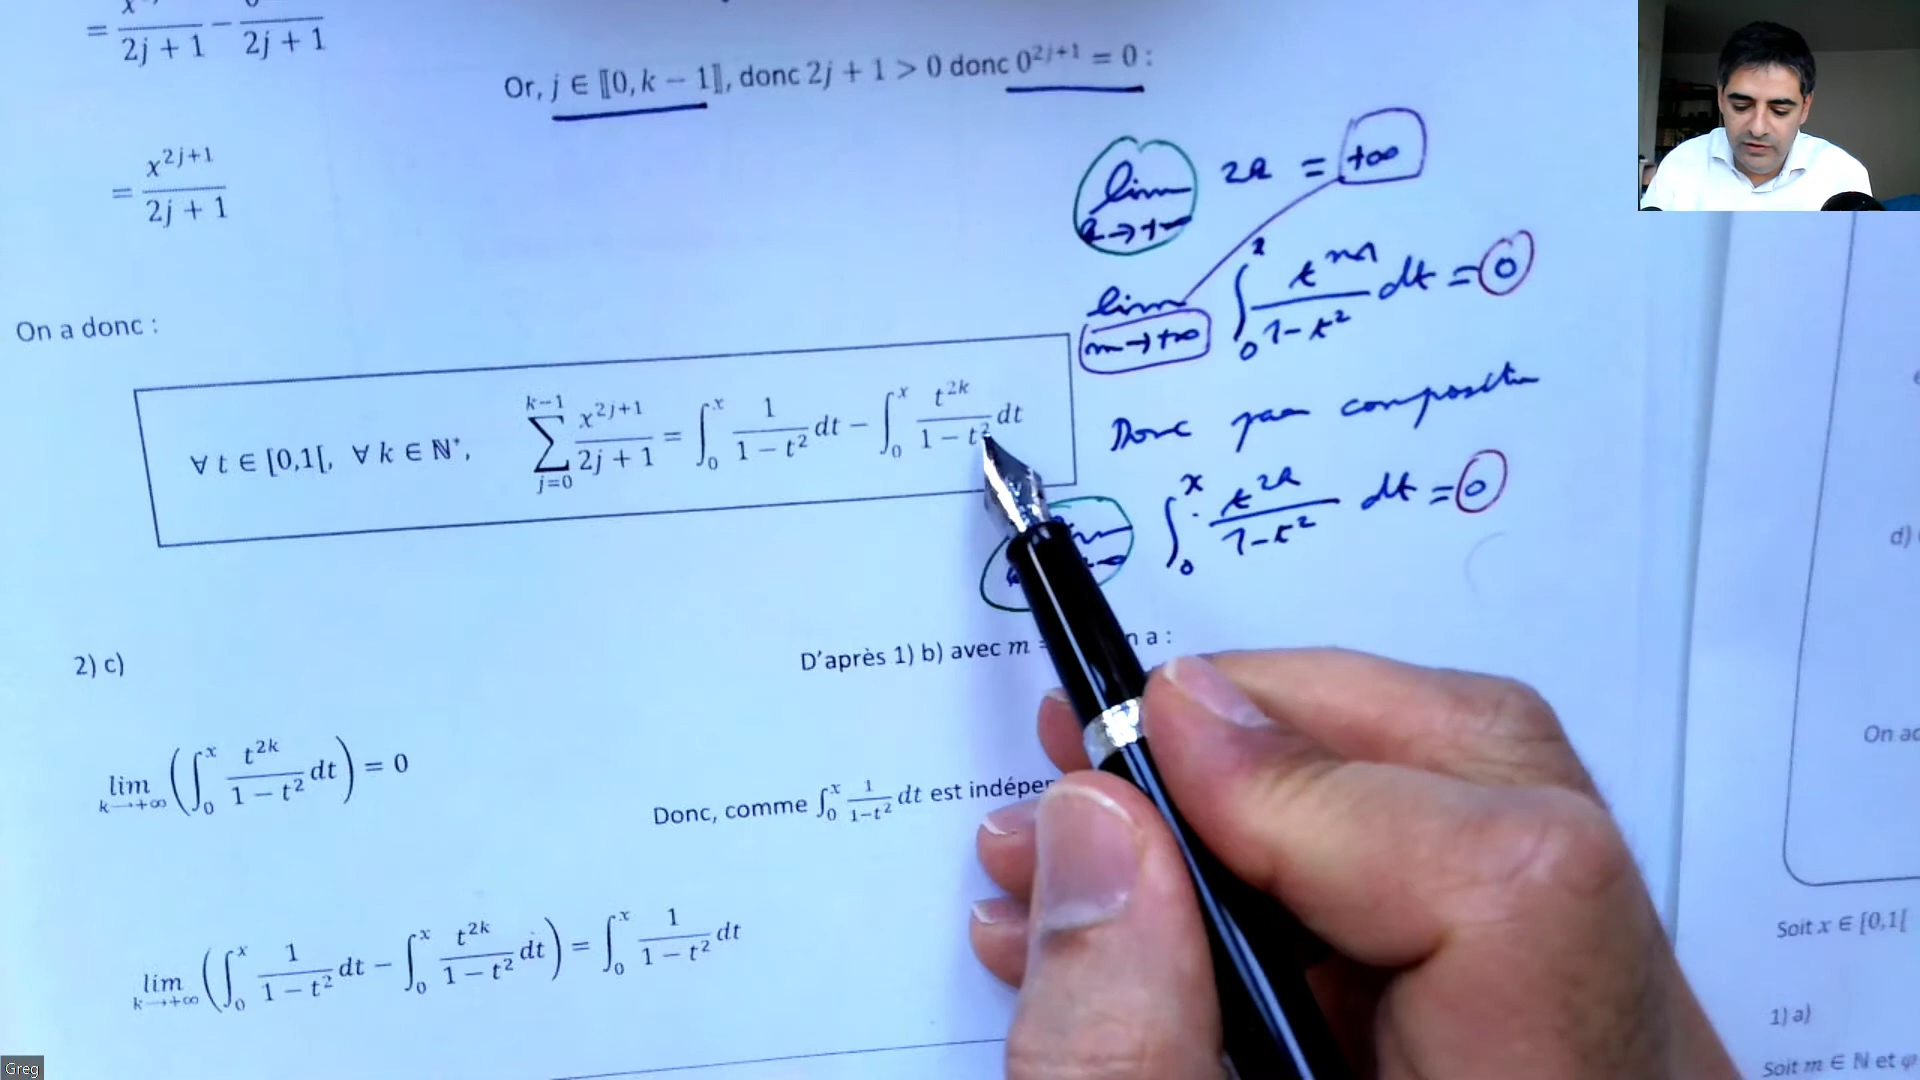 = x / 2j + 1 − / 2j + 1
Or, j ∈ ⟦0, k − 1⟧, donc 2j + 1 > 0 donc 0^{2j+1} = 0 :
= x^{2j+1} / 2j + 1
lim 2k = +∞
k→+∞
On a donc :
lim ∫_0^x t^m / 1−t² dt = 0
m→+∞
∀ t ∈ [0,1[, ∀ k ∈ ℕ*, ∑_{j=0}^{k−1} x^{2j+1} / 2j + 1 = ∫_0^x 1 / 1 − t² dt − ∫_0^x t^{2k} / 1 − t² dt
Donc par composition
∫_0^x t^{2k} / 1−t² dt = 0
2) c)
D'après 1) b) avec m = n a :
lim_{k→+∞} (∫_0^x t^{2k} / 1 − t² dt) = 0
Donc, comme ∫_0^x 1 / 1−t² dt est indépen
lim_{k→+∞} (∫_0^x 1 / 1 − t² dt − ∫_0^x t^{2k} / 1 − t² dt) = ∫_0^x 1 / 1 − t² dt
d)
On ac
Soit x ∈ [0,1[
1) a)
Soit m ∈ ℕ et φ
Greg